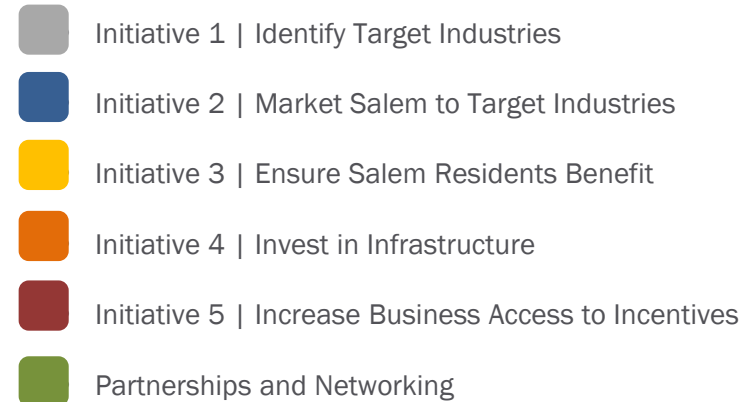 Initiative 1 | Identify Target Industries
Initiative 2 | Market Salem to Target Industries
Initiative 3 | Ensure Salem Residents Benefit
Initiative 4 | Invest in Infrastructure
Initiative 5 | Increase Business Access to Incentives
Partnerships and Networking